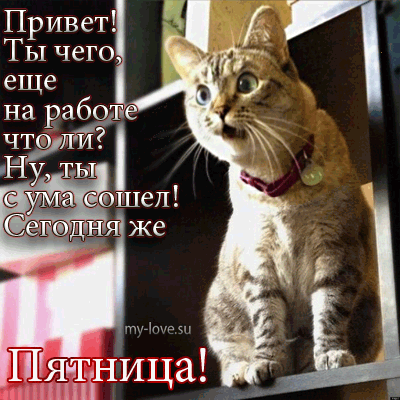 Привет!
Ты чего,
еще
на работе
что ли?
Ну, ты
с ума сошел!
Сегодня же
my-love.su
Пятница!